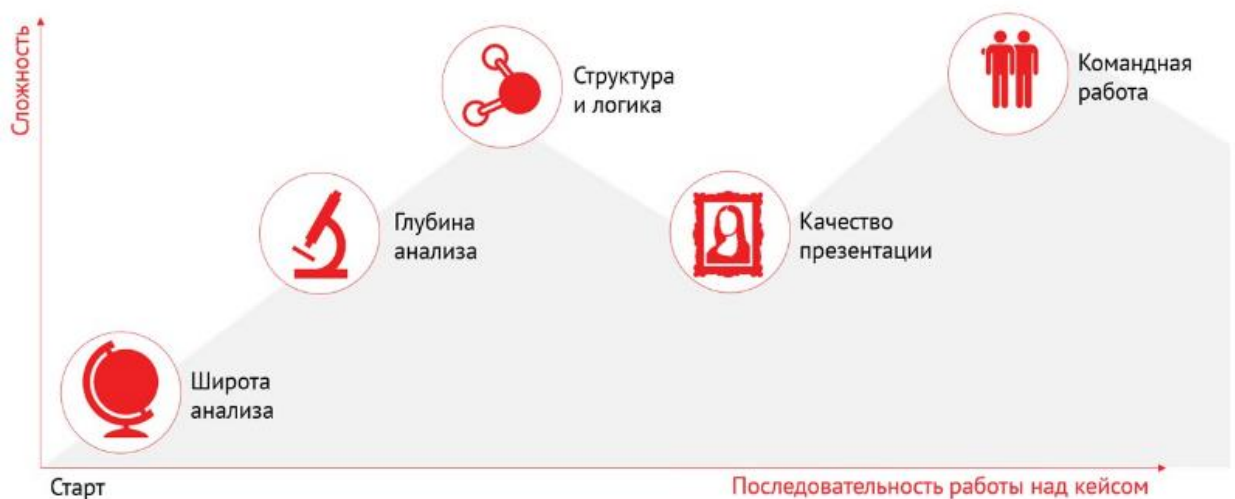 Сложность
Структура
и логика
Командная
работа
Глубина
анализа
Качество
презентации
Широта
анализа
Старт
Последовательность работы над кейсом